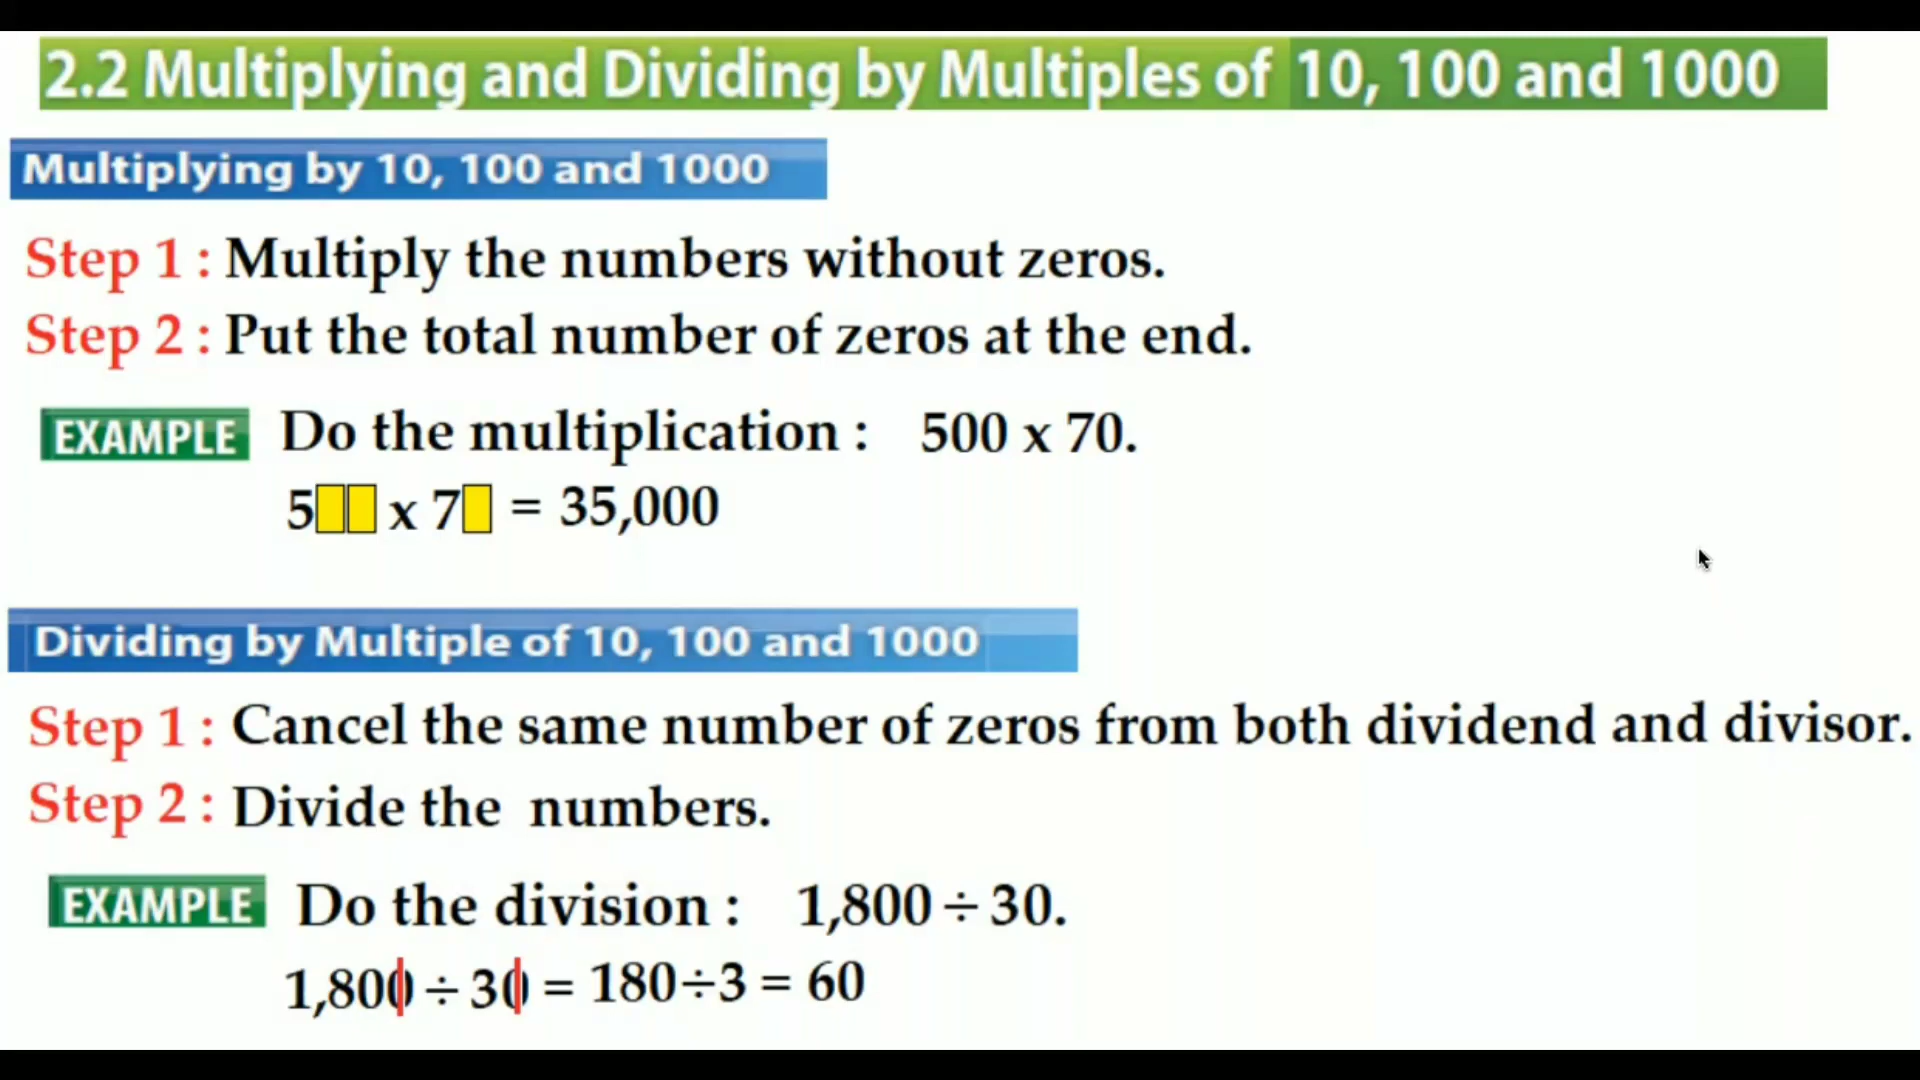 2.2 Multiplying and Dividing by Multiples of 10, 100 and 1000
Multiplying by 10, 100 and 1000
Step 1 : Multiply the numbers without zeros.
Step 2 : Put the total number of zeros at the end.
EXAMPLE Do the multiplication : 500 x 70.
5 x 7 = 35,000
Dividing by Multiple of 10, 100 and 1000
Step 1 : Cancel the same number of zeros from both dividend and divisor.
Step 2 : Divide the numbers.
EXAMPLE Do the division : 1,800 ÷ 30.
1,800 ÷ 30 = 180÷3 = 60